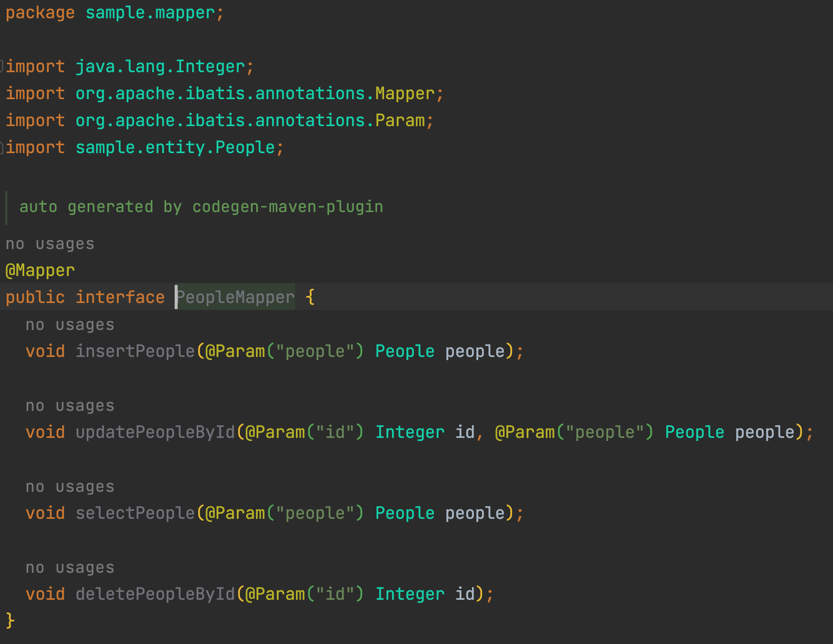 package sample.mapper;
import java.lang.Integer;
import org.apache.ibatis.annotations.Mapper;
import org.apache.ibatis.annotations.Param;
import sample.entity.People;
auto generated by codegen-maven-plugin
no usages
@Mapper
public interface PeopleMapper {
no usages
void insertPeople(@Param("people") People people);
no usages
void updatePeopleById(@Param("id") Integer id, @Param("people") People people);
no usages
void selectPeople(@Param("people") People people);
no usages
void deletePeopleById(@Param("id") Integer id);
}